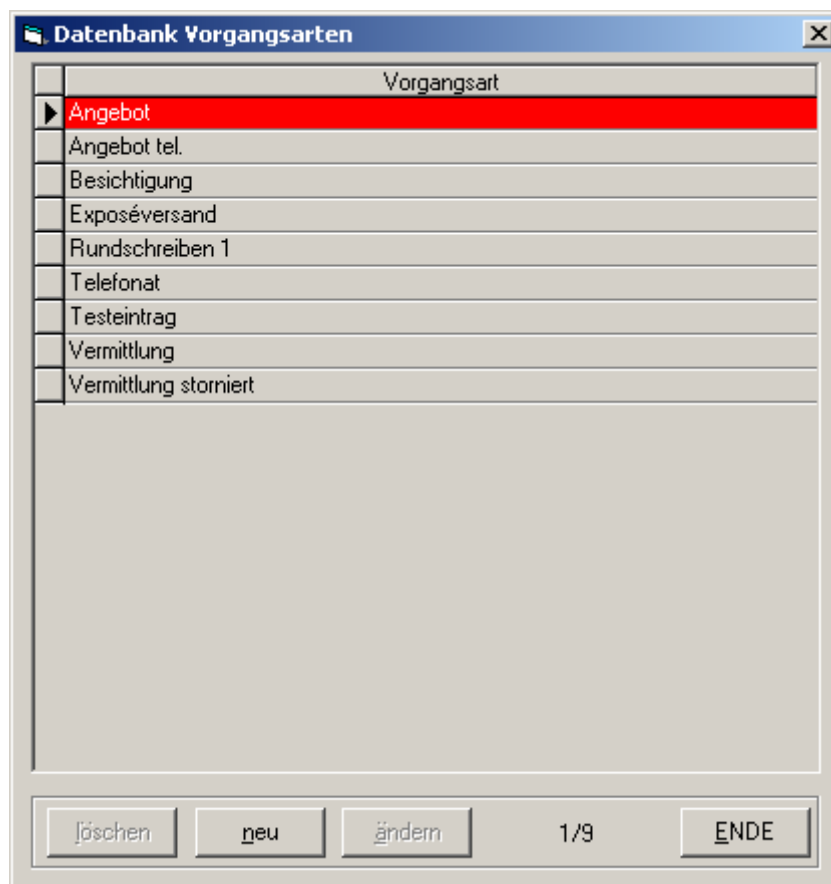 Datenbank Vorgangsarten
Vorgangsart
Angebot
Angebot tel.
Besichtigung
Exposéversand
Rundschreiben 1
Telefonat
Testeintrag
Vermittlung
Vermittlung storniert
löschen neu ändern 1/9 ENDE